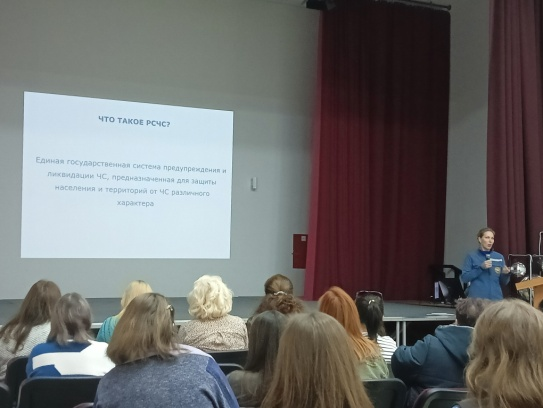 ЧТО ТАКОЕ РСЧС?
Единая государственная система предупреждения и
ликвидации ЧС, предназначенная для защиты
населения и территорий от ЧС различного
характера